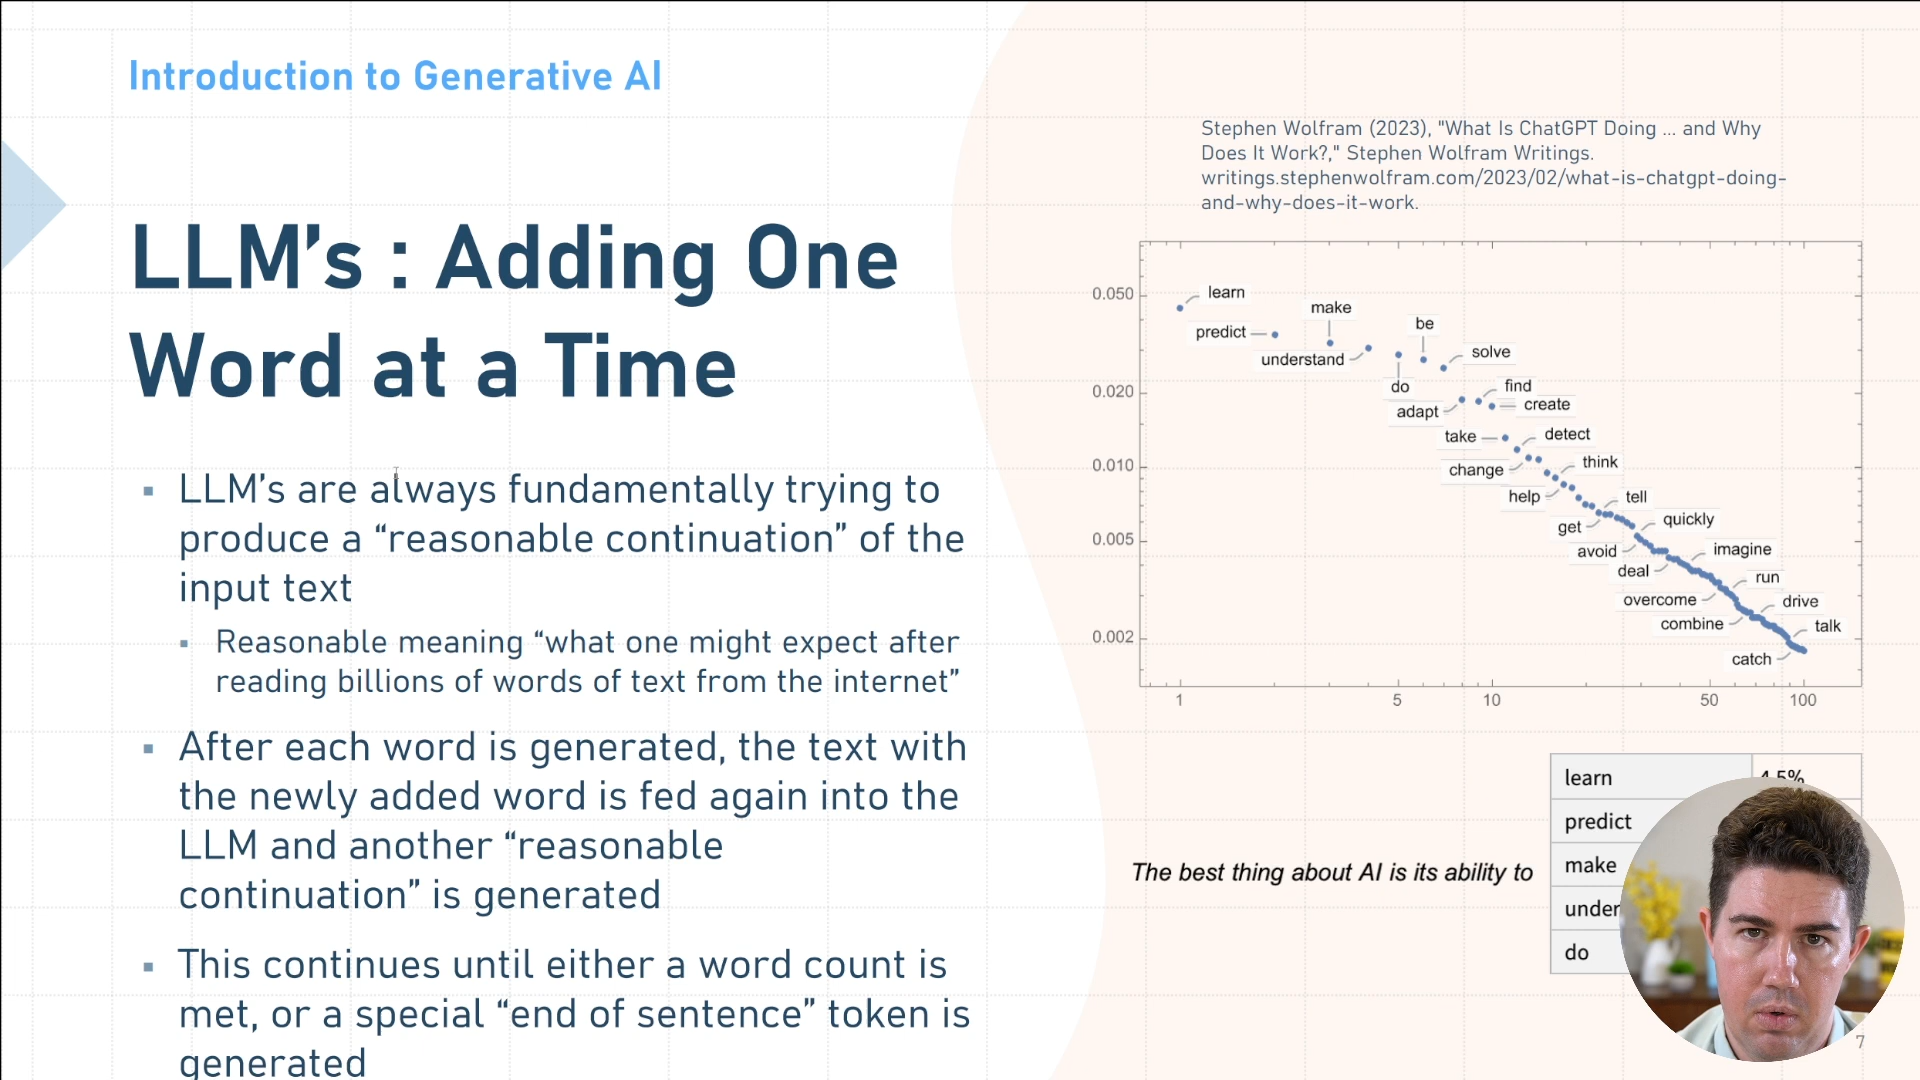 Introduction to Generative AI
LLM’s : Adding One
Word at a Time
▪ LLM’s are always fundamentally trying to
produce a “reasonable continuation” of the
input text
▪ Reasonable meaning “what one might expect after
reading billions of words of text from the internet”
▪ After each word is generated, the text with
the newly added word is fed again into the
LLM and another “reasonable
continuation” is generated
▪ This continues until either a word count is
met, or a special “end of sentence” token is
generated
Stephen Wolfram (2023), "What Is ChatGPT Doing ... and Why
Does It Work?," Stephen Wolfram Writings.
writings.stephenwolfram.com/2023/02/what-is-chatgpt-doing-
and-why-does-it-work.
0.050
0.020
0.010
0.005
0.002
learn
predict
make
understand
do
be
solve
adapt
find
create
take
detect
change
think
help
tell
get
quickly
avoid
imagine
deal
run
overcome
drive
combine
talk
catch
1 5 10 50 100
The best thing about AI is its ability to
learn 4.5%
predict
make
under
do
7